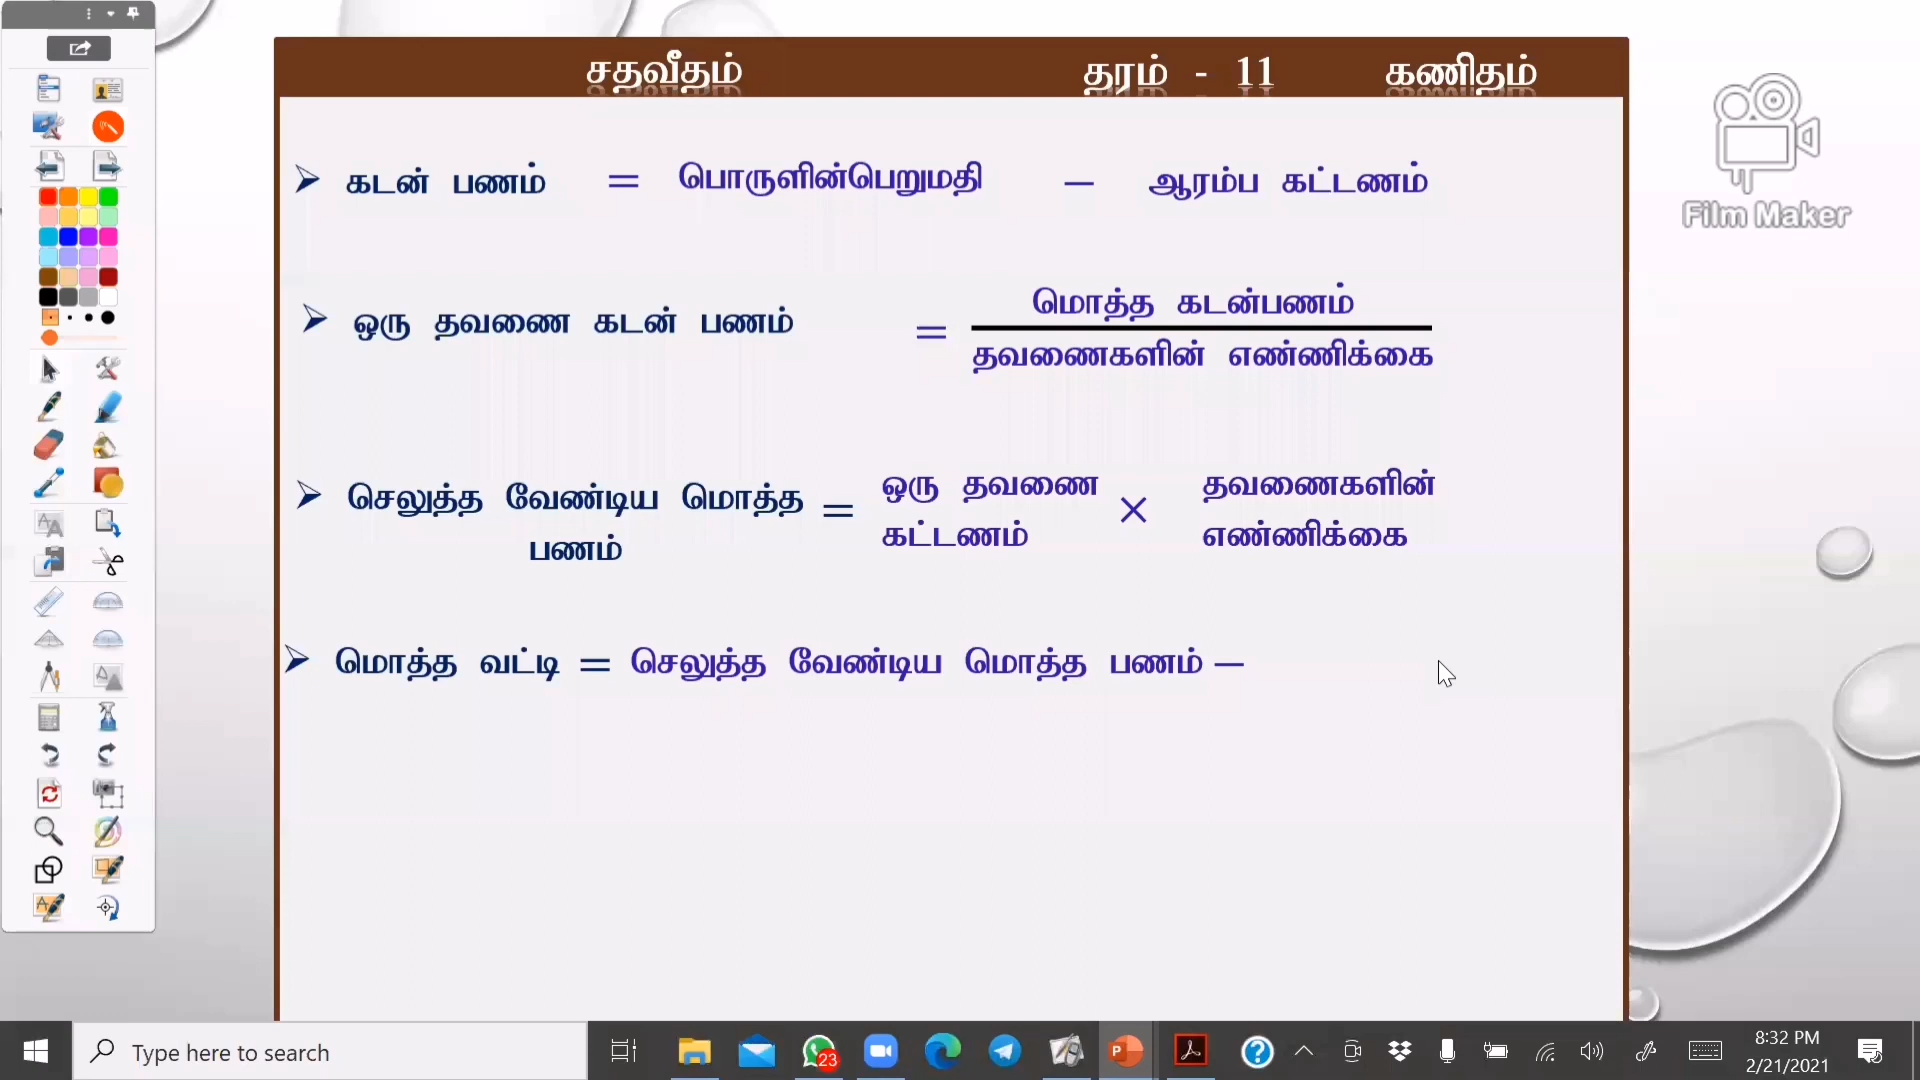 சதவீதம் தரம் - 11 கணிதம்
Film Maker
➢ கடன் பணம் = பொருளின்பெறுமதி − ஆரம்ப கட்டணம்
➢ ஒரு தவணை கடன் பணம் = மொத்த கடன்பணம்
தவணைகளின் எண்ணிக்கை
➢ செலுத்த வேண்டிய மொத்த பணம் = ஒரு தவணை கட்டணம் × தவணைகளின் எண்ணிக்கை
➢ மொத்த வட்டி = செலுத்த வேண்டிய மொத்த பணம் −
Type here to search
23
8:32 PM
2/21/2021